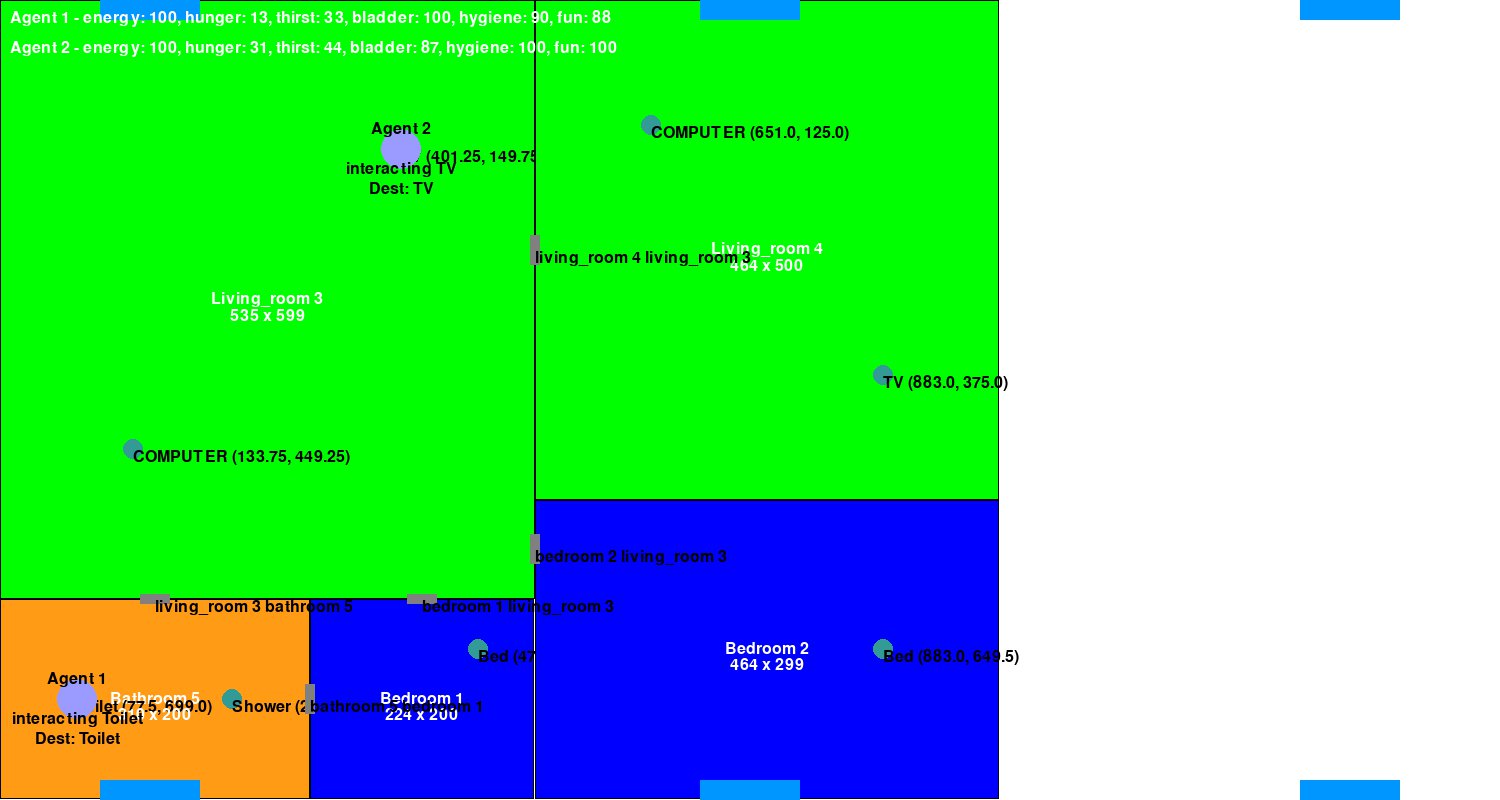 Agent 1 - energy: 100, hunger: 13, thirst: 33, bladder: 100, hygiene: 90, fun: 88
Agent 2 - energy: 100, hunger: 31, thirst: 44, bladder: 87, hygiene: 100, fun: 100
Agent 2
(401.25, 149.75
interacting TV
Dest: TV
COMPUTER (651.0, 125.0)
Living_room 4
464 x 500
living_room 4 living_room 3
Living_room 3
535 x 599
TV (883.0, 375.0)
COMPUTER (133.75, 449.25)
bedroom 2 living_room 3
living_room 3 bathroom 5
bedroom 1 living_room 3
Bed (47
Bedroom 2
464 x 299
Bed (883.0, 649.5)
Agent 1
Bathroom 5
ilet (77.5, 699.0)
x 200
interacting Toilet
Dest: Toilet
Shower (2
bathroom 5 bedroom 1
Bedroom 1
224 x 200